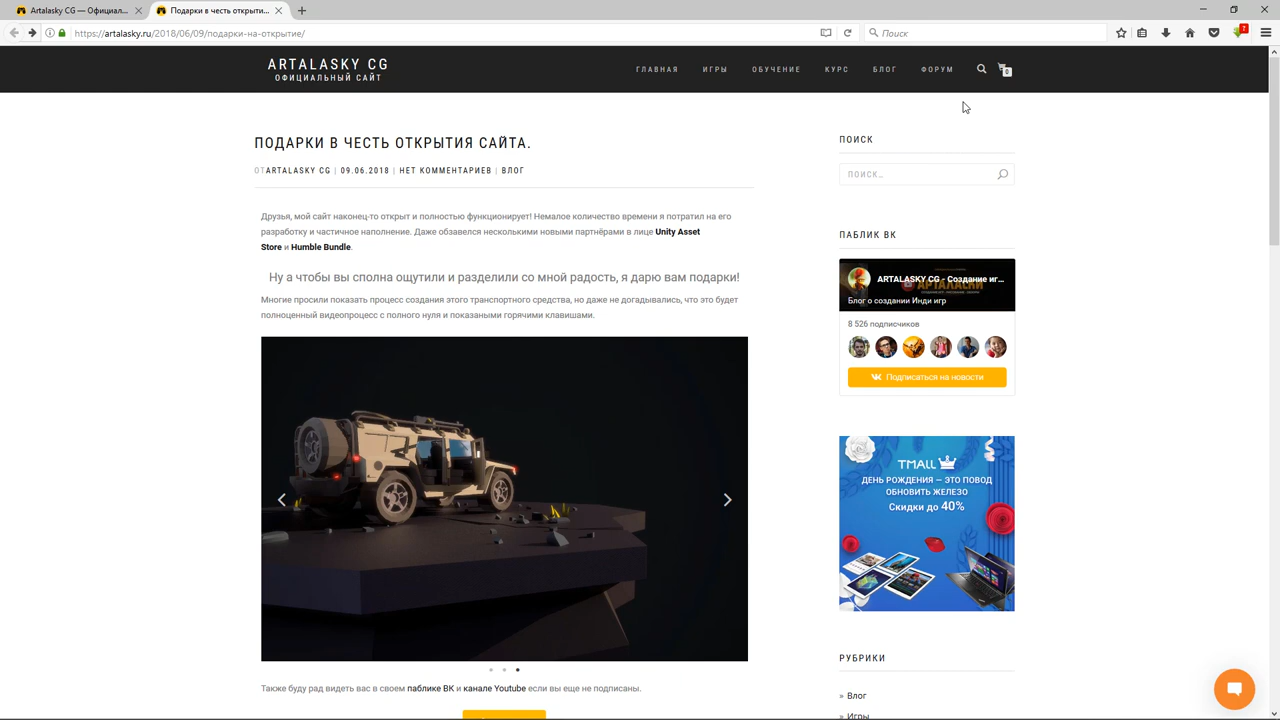 Artalasky CG — Официал...
Подарки в честь открыти...
https://artalasky.ru/2018/06/09/подарки-на-открытие/
Поиск
7
ARTALASKY CG
ОФИЦИАЛЬНЫЙ САЙТ
ГЛАВНАЯ
ИГРЫ
ОБУЧЕНИЕ
КУРС
БЛОГ
ФОРУМ
0
ПОДАРКИ В ЧЕСТЬ ОТКРЫТИЯ САЙТА.
ОТARTALASKY CG | 09.06.2018 | НЕТ КОММЕНТАРИЕВ | ВЛОГ
Друзья, мой сайт наконец-то открыт и полностью функционирует! Немалое количество времени я потратил на его
разработку и частичное наполнение. Даже обзавелся несколькими новыми партнёрами в лице Unity Asset
Store и Humble Bundle.
Ну а чтобы вы сполна ощутили и разделили со мной радость, я дарю вам подарки!
Многие просили показать процесс создания этого транспортного средства, но даже не догадывались, что это будет
полноценный видеопроцесс с полного нуля и показаными горячими клавишами.
Также буду рад видеть вас в своем паблике ВК и канале Youtube если вы еще не подписаны.
ПОИСК
ПОИСК...
ПАБЛИК ВК
ARTALASKY CG - Создание иг...
Блог о создании Инди игр
8 526 подписчиков
Подписаться на новости
TMALL
ДЕНЬ РОЖДЕНИЯ — ЭТО ПОВОД
ОБНОВИТЬ ЖЕЛЕЗО
Скидки до 40%
РУБРИКИ
» Влог
» Игры